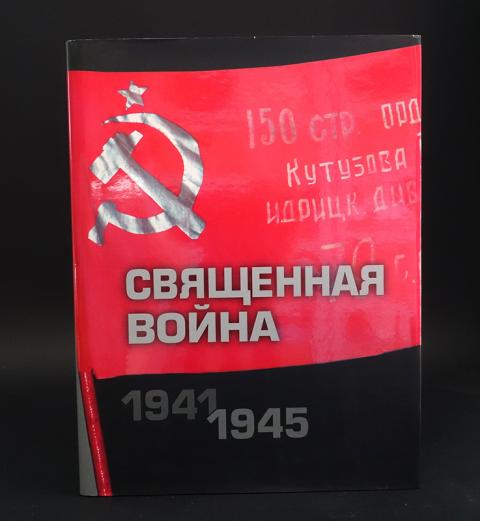 150 стр. орд
Кутузова
идрицк. див
СВЯЩЕННАЯ
ВОЙНА
1941
1945